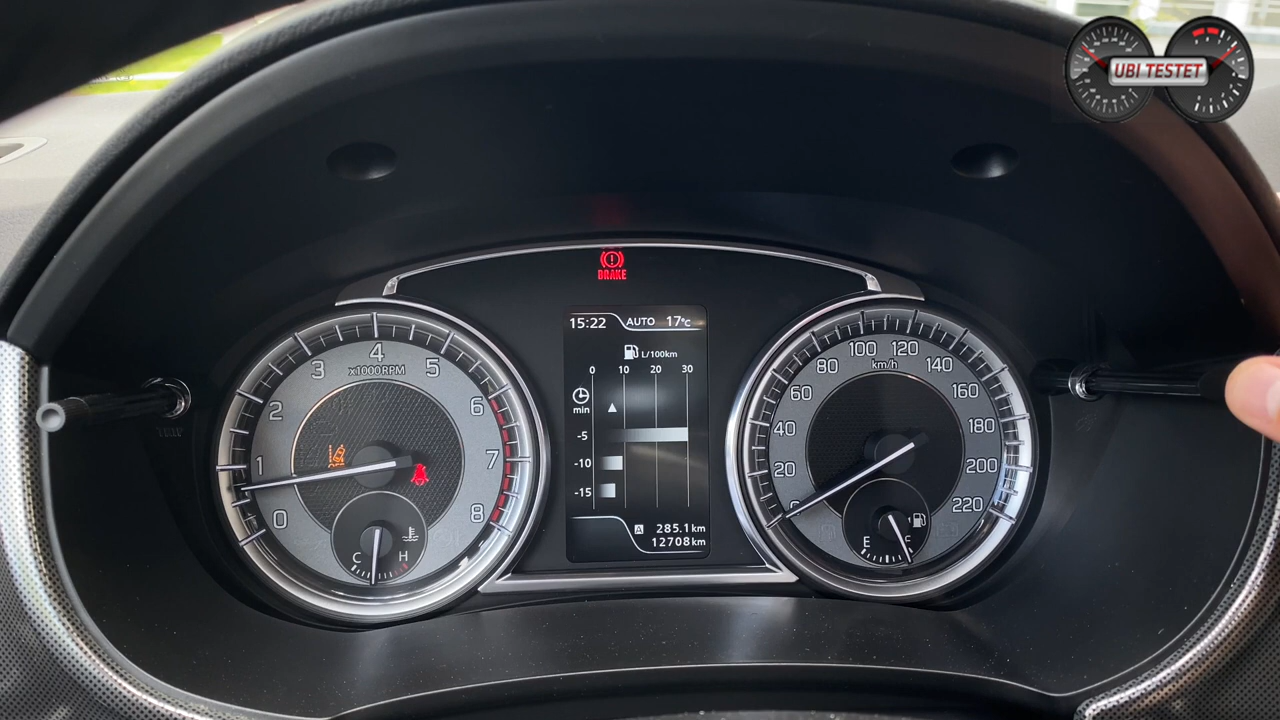 UBI TESTET
BRAKE
15:22 AUTO 17°C
L/100km
0 10 20 30
min
-5
-10
-15
A 285.1km
12708km
0 1 2 3 4 5 6 7 8
x1000RPM
OFF
C H
0 20 40 60 80 100 120 140 160 180 200 220
km/h
E F